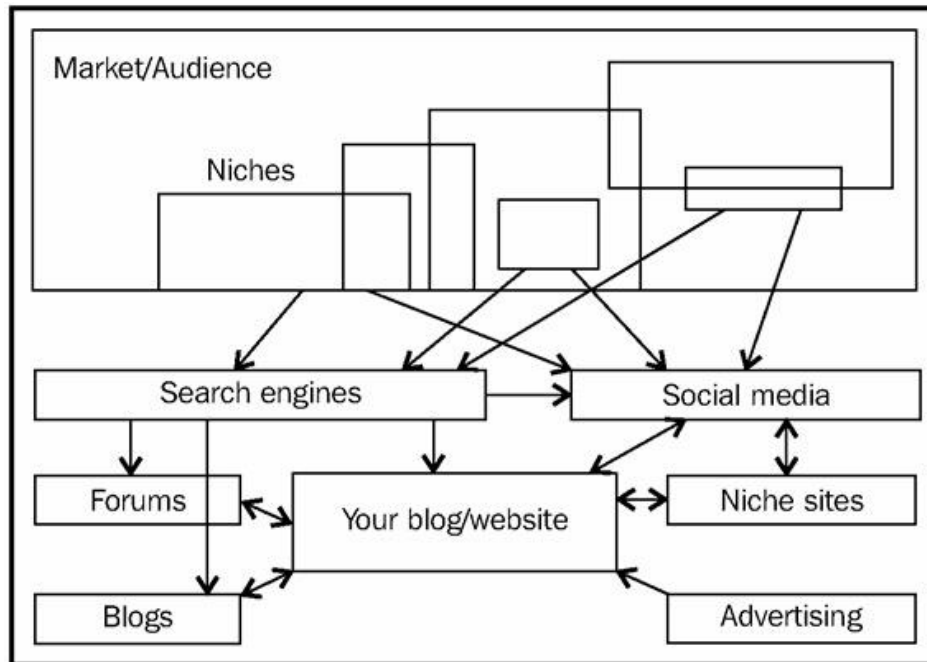 Market/Audience
Niches
Search engines
Social media
Forums
Your blog/website
Niche sites
Blogs
Advertising